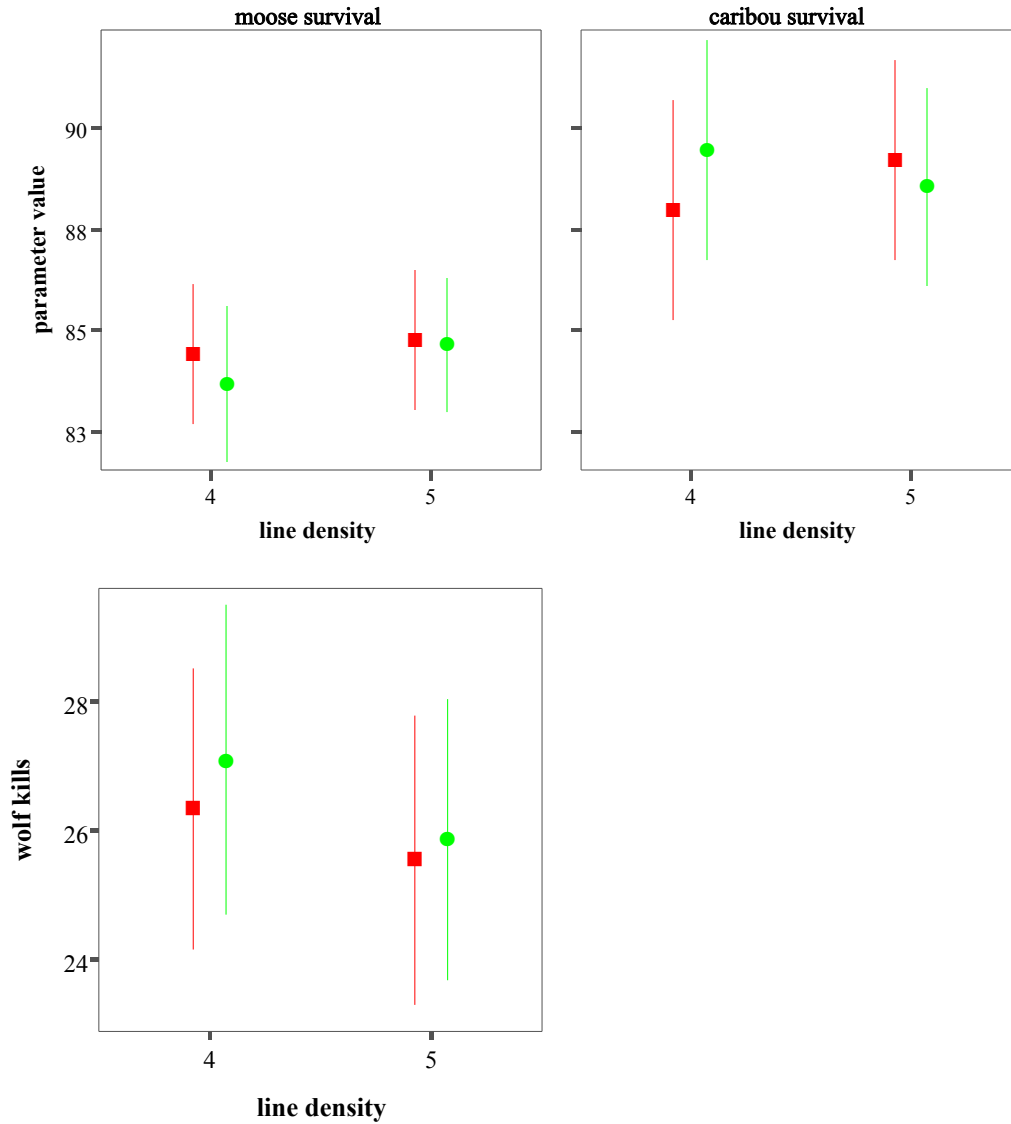 moose survival
caribou survival
parameter value
90
88
85
83
4
5
4
5
line density
line density
wolf kills
28
26
24
4
5
line density